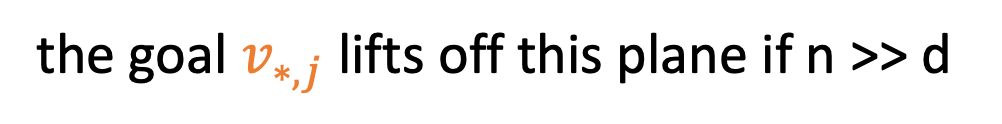 the goal v*,j lifts off this plane if n >> d